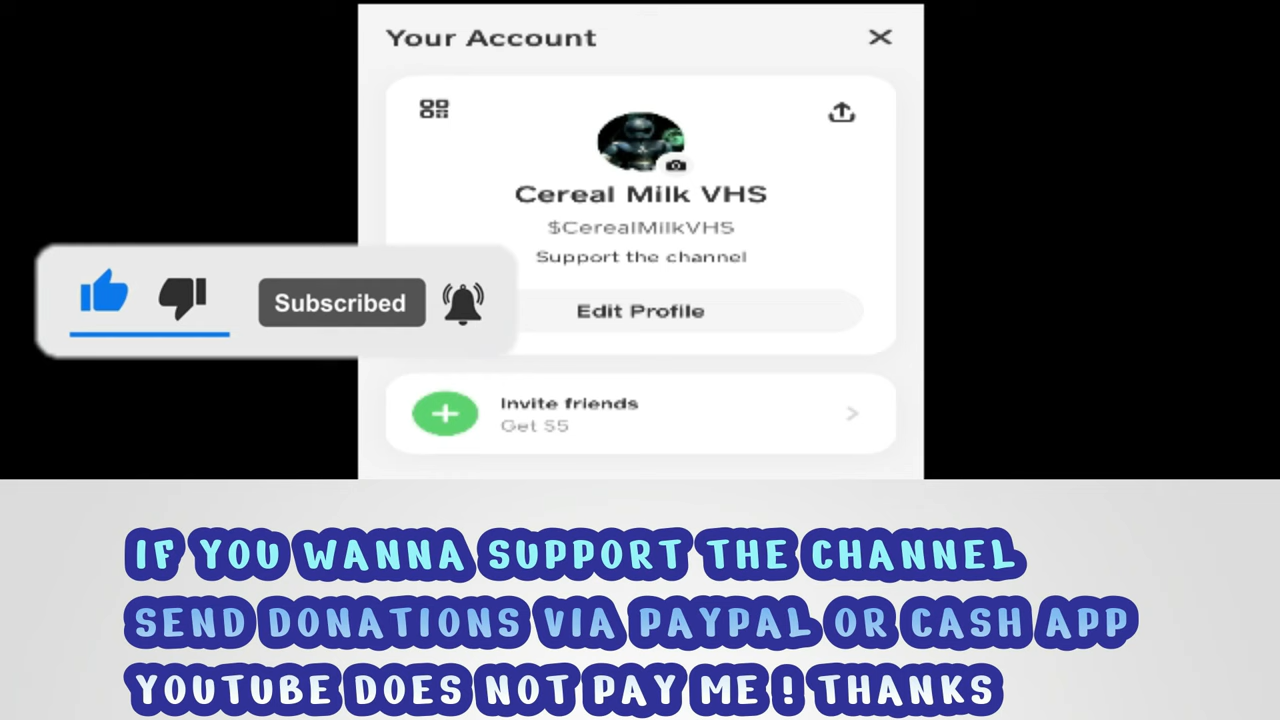 Your Account
Cereal Milk VHS
$CerealMilkVHS
Support the channel
Subscribed
Edit Profile
Invite friends
Get $5
IF YOU WANNA SUPPORT THE CHANNEL
SEND DONATIONS VIA PAYPAL OR CASH APP
YOUTUBE DOES NOT PAY ME ! THANKS